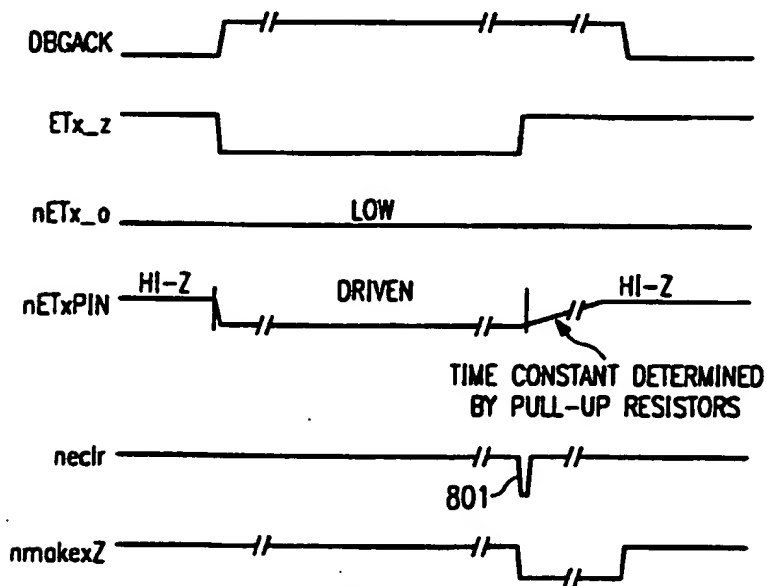 DBGACK
ETx_z
nETx_o
LOW
nETxPIN
HI-Z
DRIVEN
HI-Z
TIME CONSTANT DETERMINED
BY PULL-UP RESISTORS
neclr
801
nmakexZ